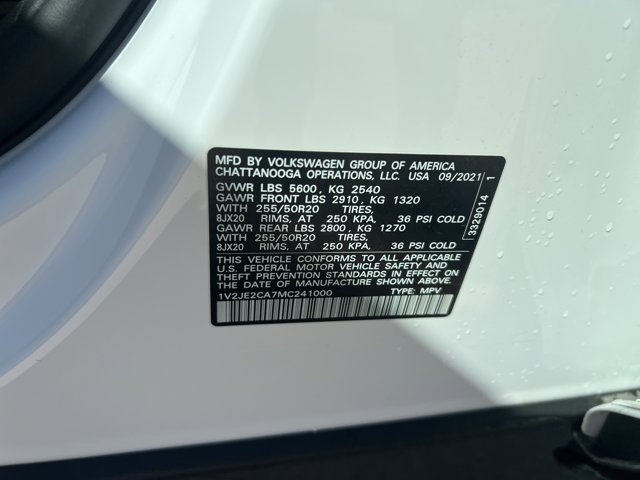 MFD BY VOLKSWAGEN GROUP OF AMERICA
CHATTANOOGA OPERATIONS, LLC. USA 09/2021
GVWR LBS 5600, KG 2540
GAWR FRONT LBS 2910, KG 1320
WITH 255/50R20 TIRES,
8JX20 RIMS, AT 250 KPA, 36 PSI COLD
GAWR REAR LBS 2800, KG 1270
WITH 255/50R20 TIRES,
8JX20 RIMS, AT 250 KPA, 36 PSI COLD
THIS VEHICLE CONFORMS TO ALL APPLICABLE
U.S. FEDERAL MOTOR VEHICLE SAFETY AND
THEFT PREVENTION STANDARDS IN EFFECT ON
THE DATE OF MANUFACTURE SHOWN ABOVE.
1V2JE2CA7MC241000 TYPE: MPV
3329014 1